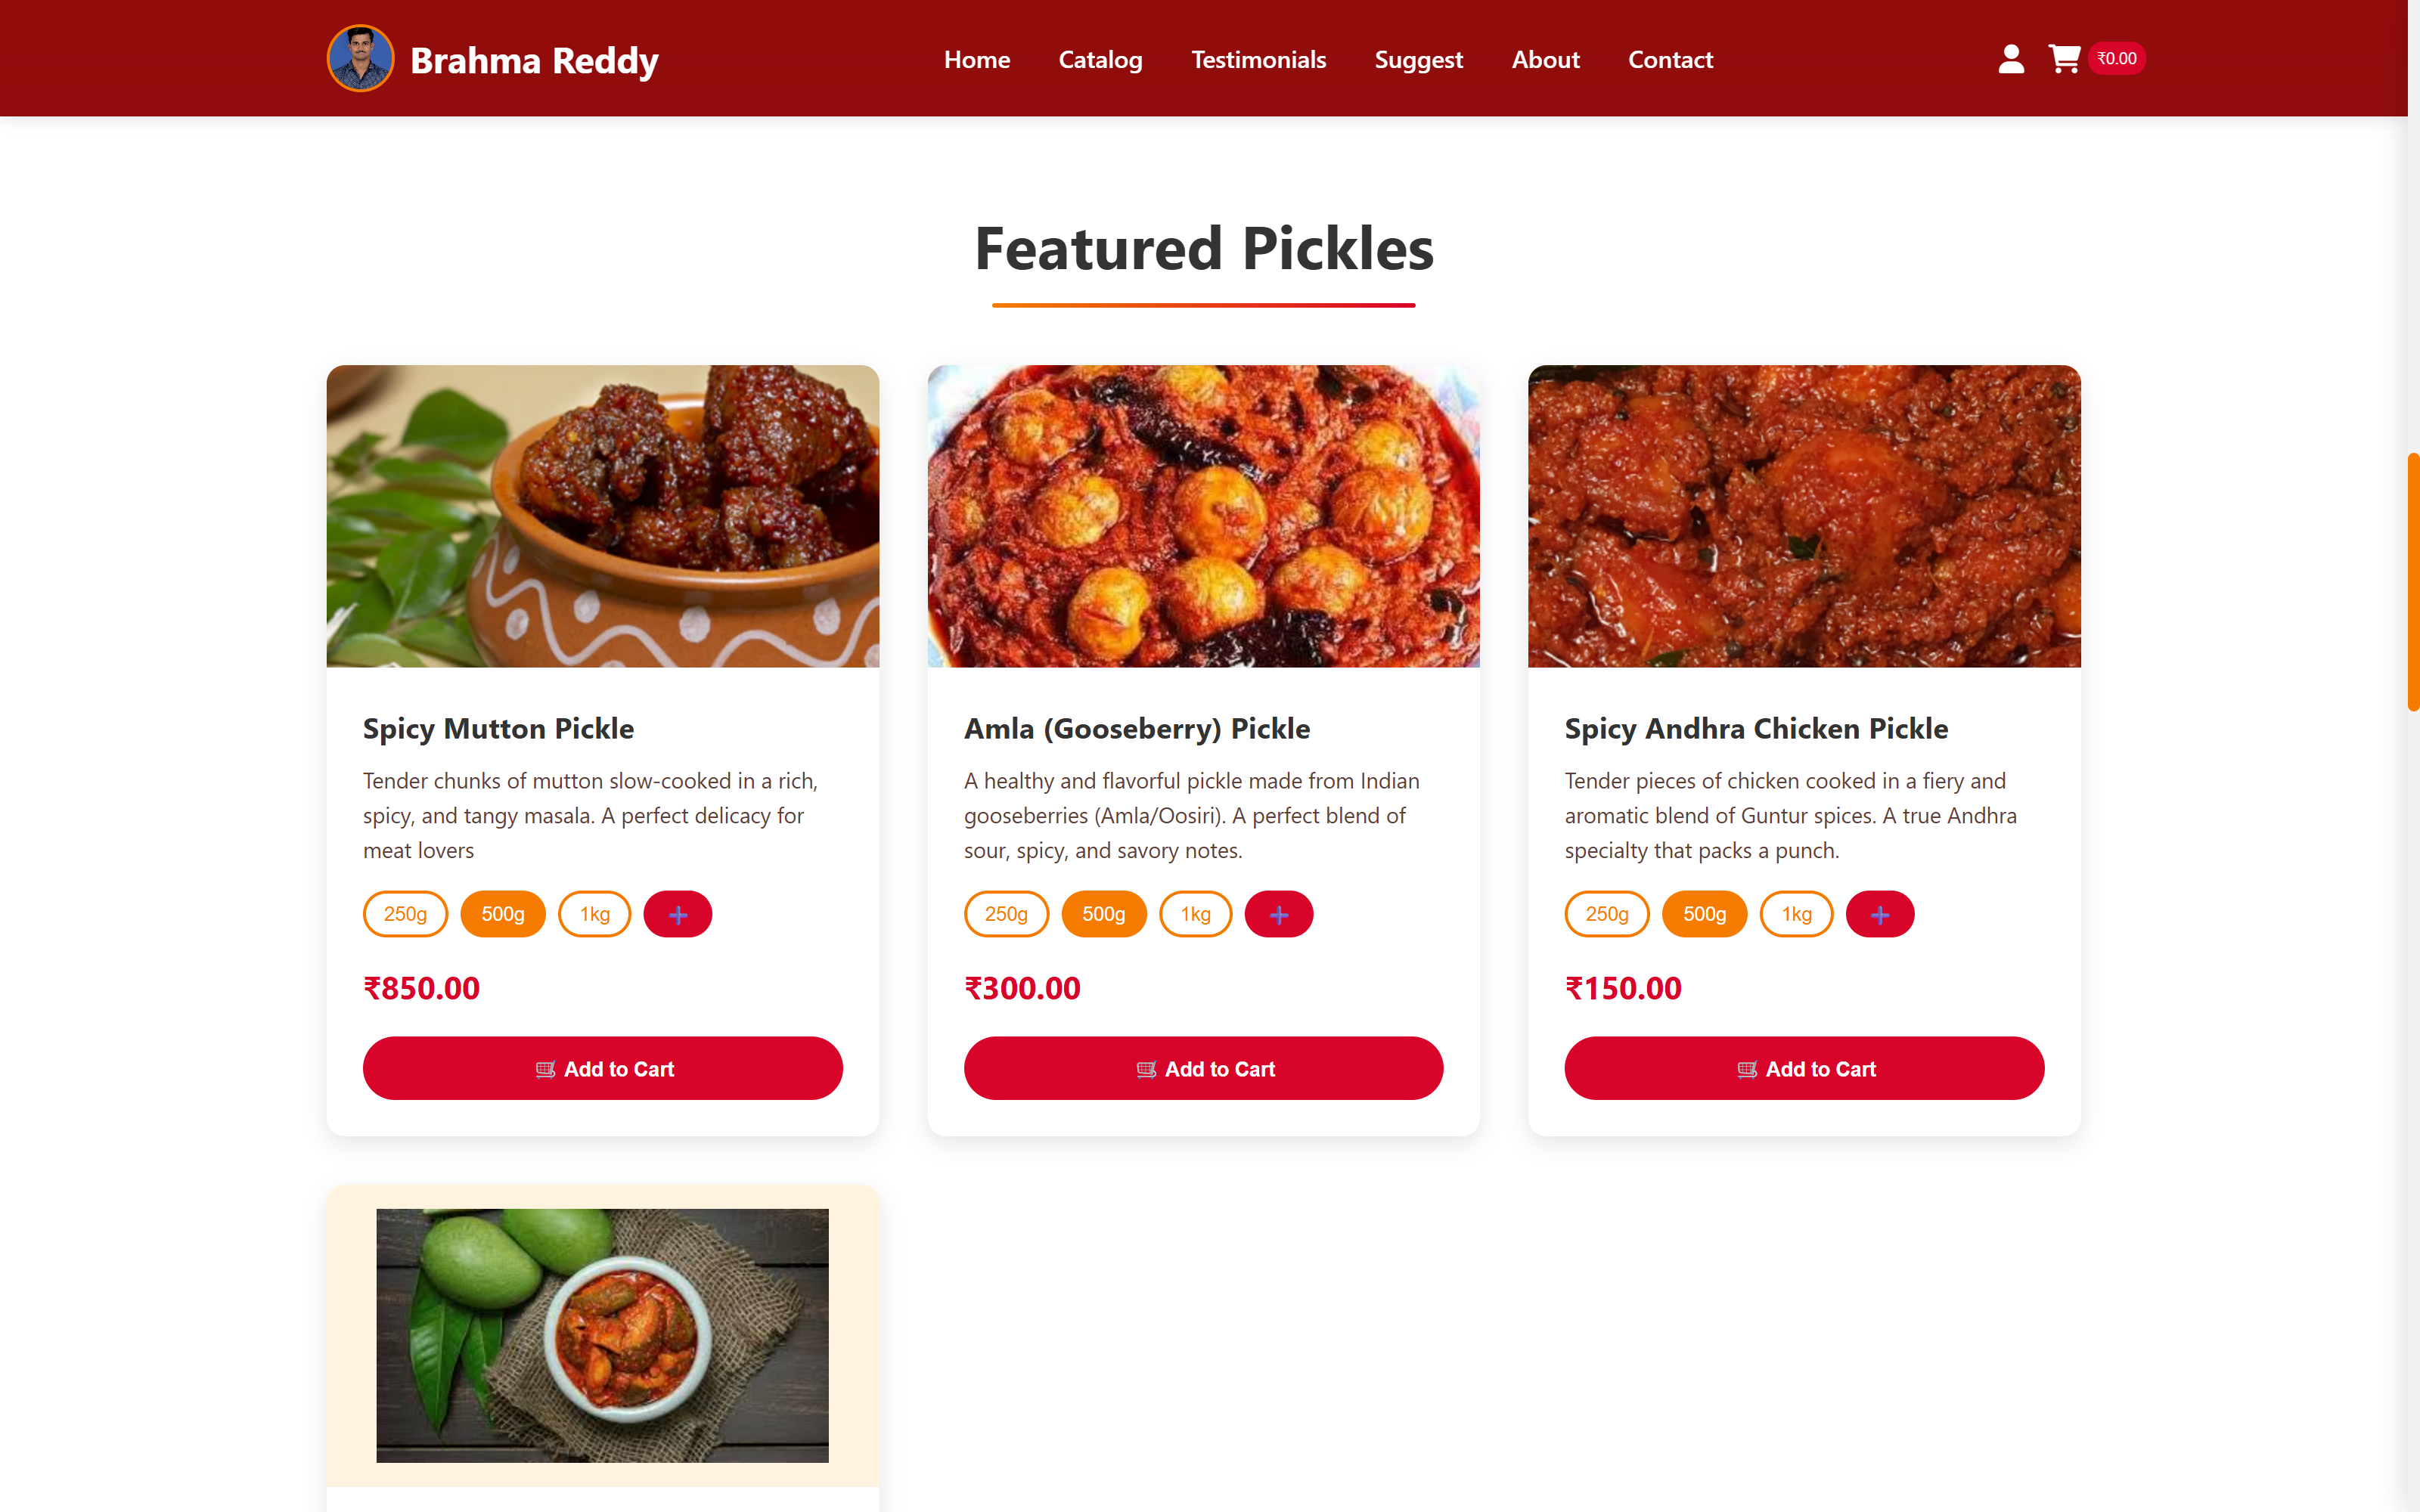 Brahma Reddy
Home Catalog Testimonials Suggest About Contact
₹0.00
Featured Pickles
Spicy Mutton Pickle
Tender chunks of mutton slow-cooked in a rich,
spicy, and tangy masala. A perfect delicacy for
meat lovers
250g 500g 1kg +
₹850.00
Add to Cart
Amla (Gooseberry) Pickle
A healthy and flavorful pickle made from Indian
gooseberries (Amla/Oosiri). A perfect blend of
sour, spicy, and savory notes.
250g 500g 1kg +
₹300.00
Add to Cart
Spicy Andhra Chicken Pickle
Tender pieces of chicken cooked in a fiery and
aromatic blend of Guntur spices. A true Andhra
specialty that packs a punch.
250g 500g 1kg +
₹150.00
Add to Cart